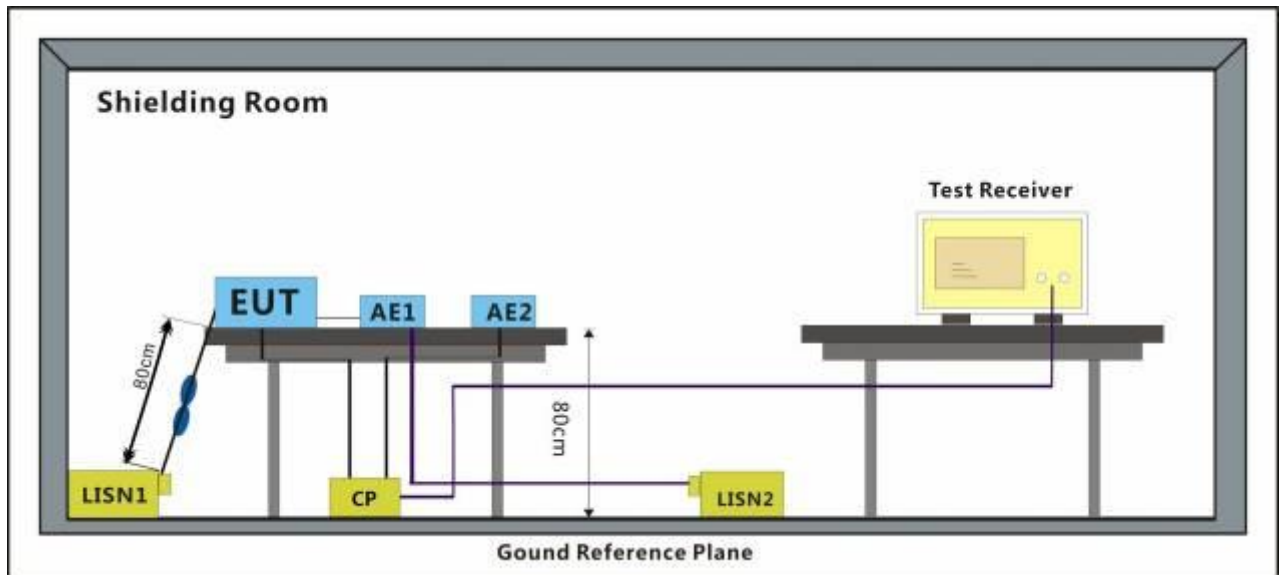 Shielding Room
Test Receiver
EUT
AE1
AE2
80cm
80cm
LISN1
CP
LISN2
Gound Reference Plane